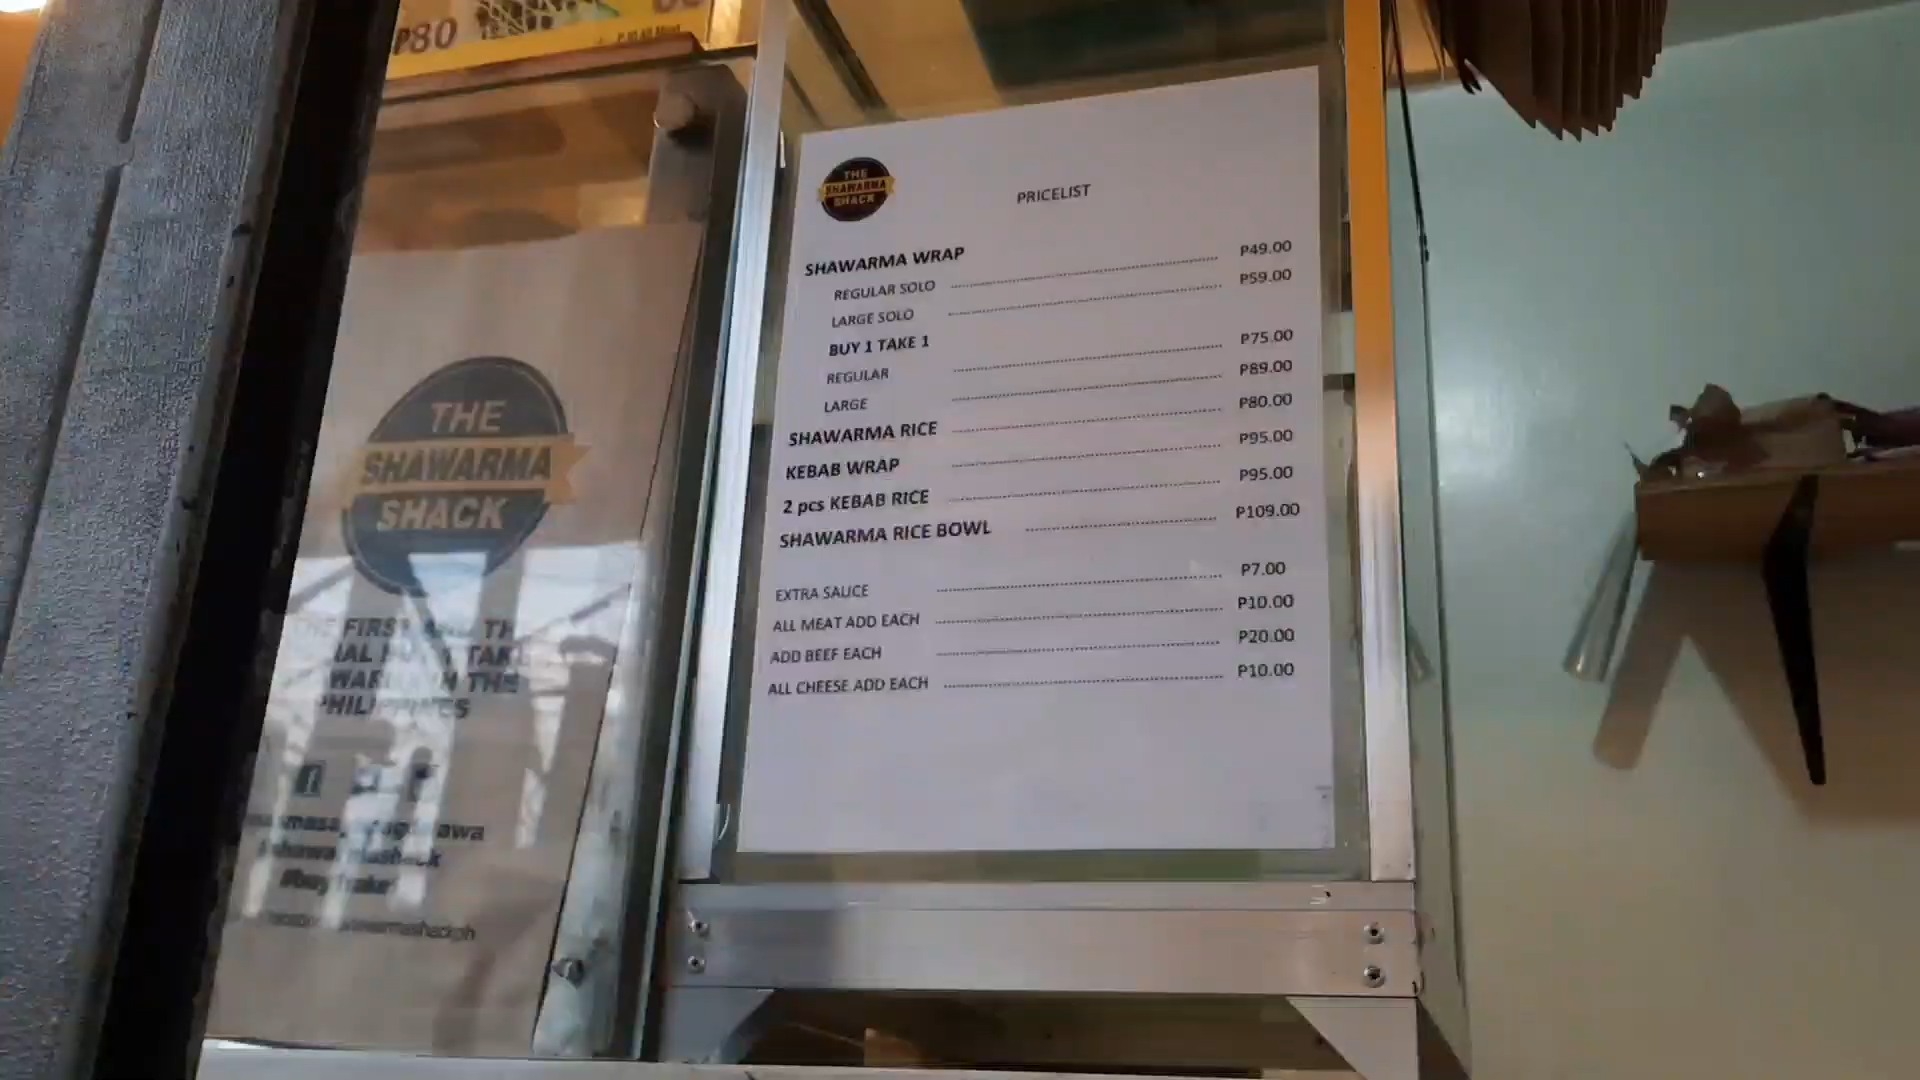 P80
THE
SHAWARMA
SHACK
PRICELIST
SHAWARMA WRAP
REGULAR SOLO P49.00
LARGE SOLO P59.00
BUY 1 TAKE 1
REGULAR P75.00
LARGE P89.00
SHAWARMA RICE P80.00
KEBAB WRAP P95.00
2 pcs KEBAB RICE P95.00
SHAWARMA RICE BOWL P109.00
EXTRA SAUCE P7.00
ALL MEAT ADD EACH P10.00
ADD BEEF EACH P20.00
ALL CHEESE ADD EACH P10.00
THE
SHAWARMA
SHACK
FIRST
THE
PHILIPPINES